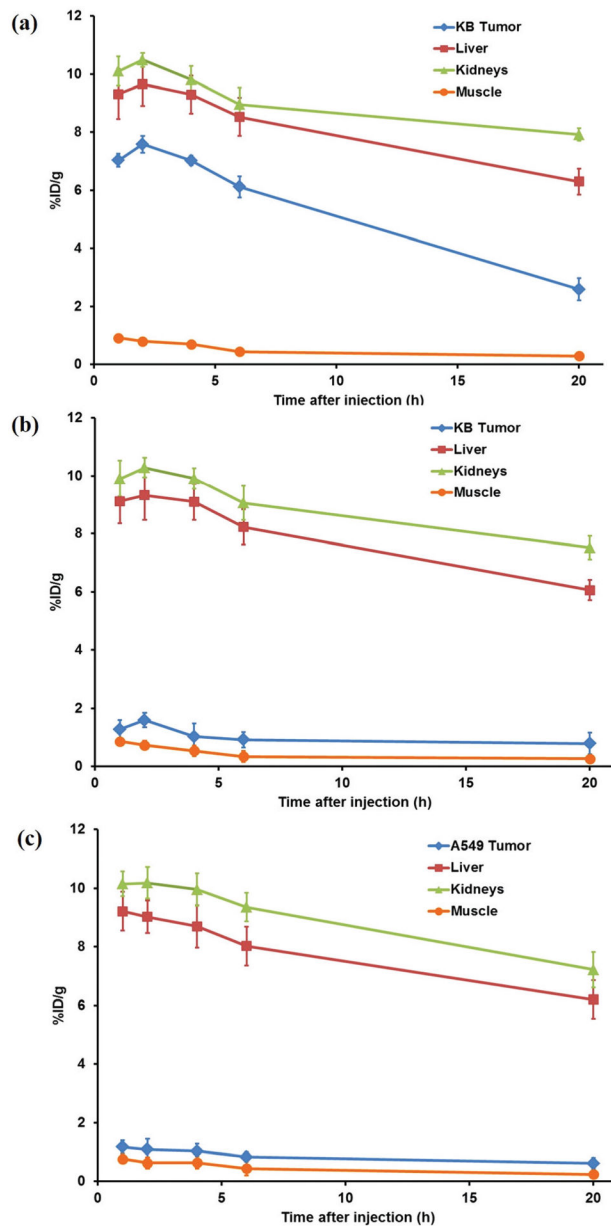 (a)
12
10
8
6
4
2
0
%ID/g
KB Tumor
Liver
Kidneys
Muscle
0 5 10 15 20
Time after injection (h)
(b)
12
10
8
6
4
2
0
%ID/g
KB Tumor
Liver
Kidneys
Muscle
0 5 10 15 20
Time after injection (h)
(c)
12
10
8
6
4
2
0
%ID/g
A549 Tumor
Liver
Kidneys
Muscle
0 5 10 15 20
Time after injection (h)